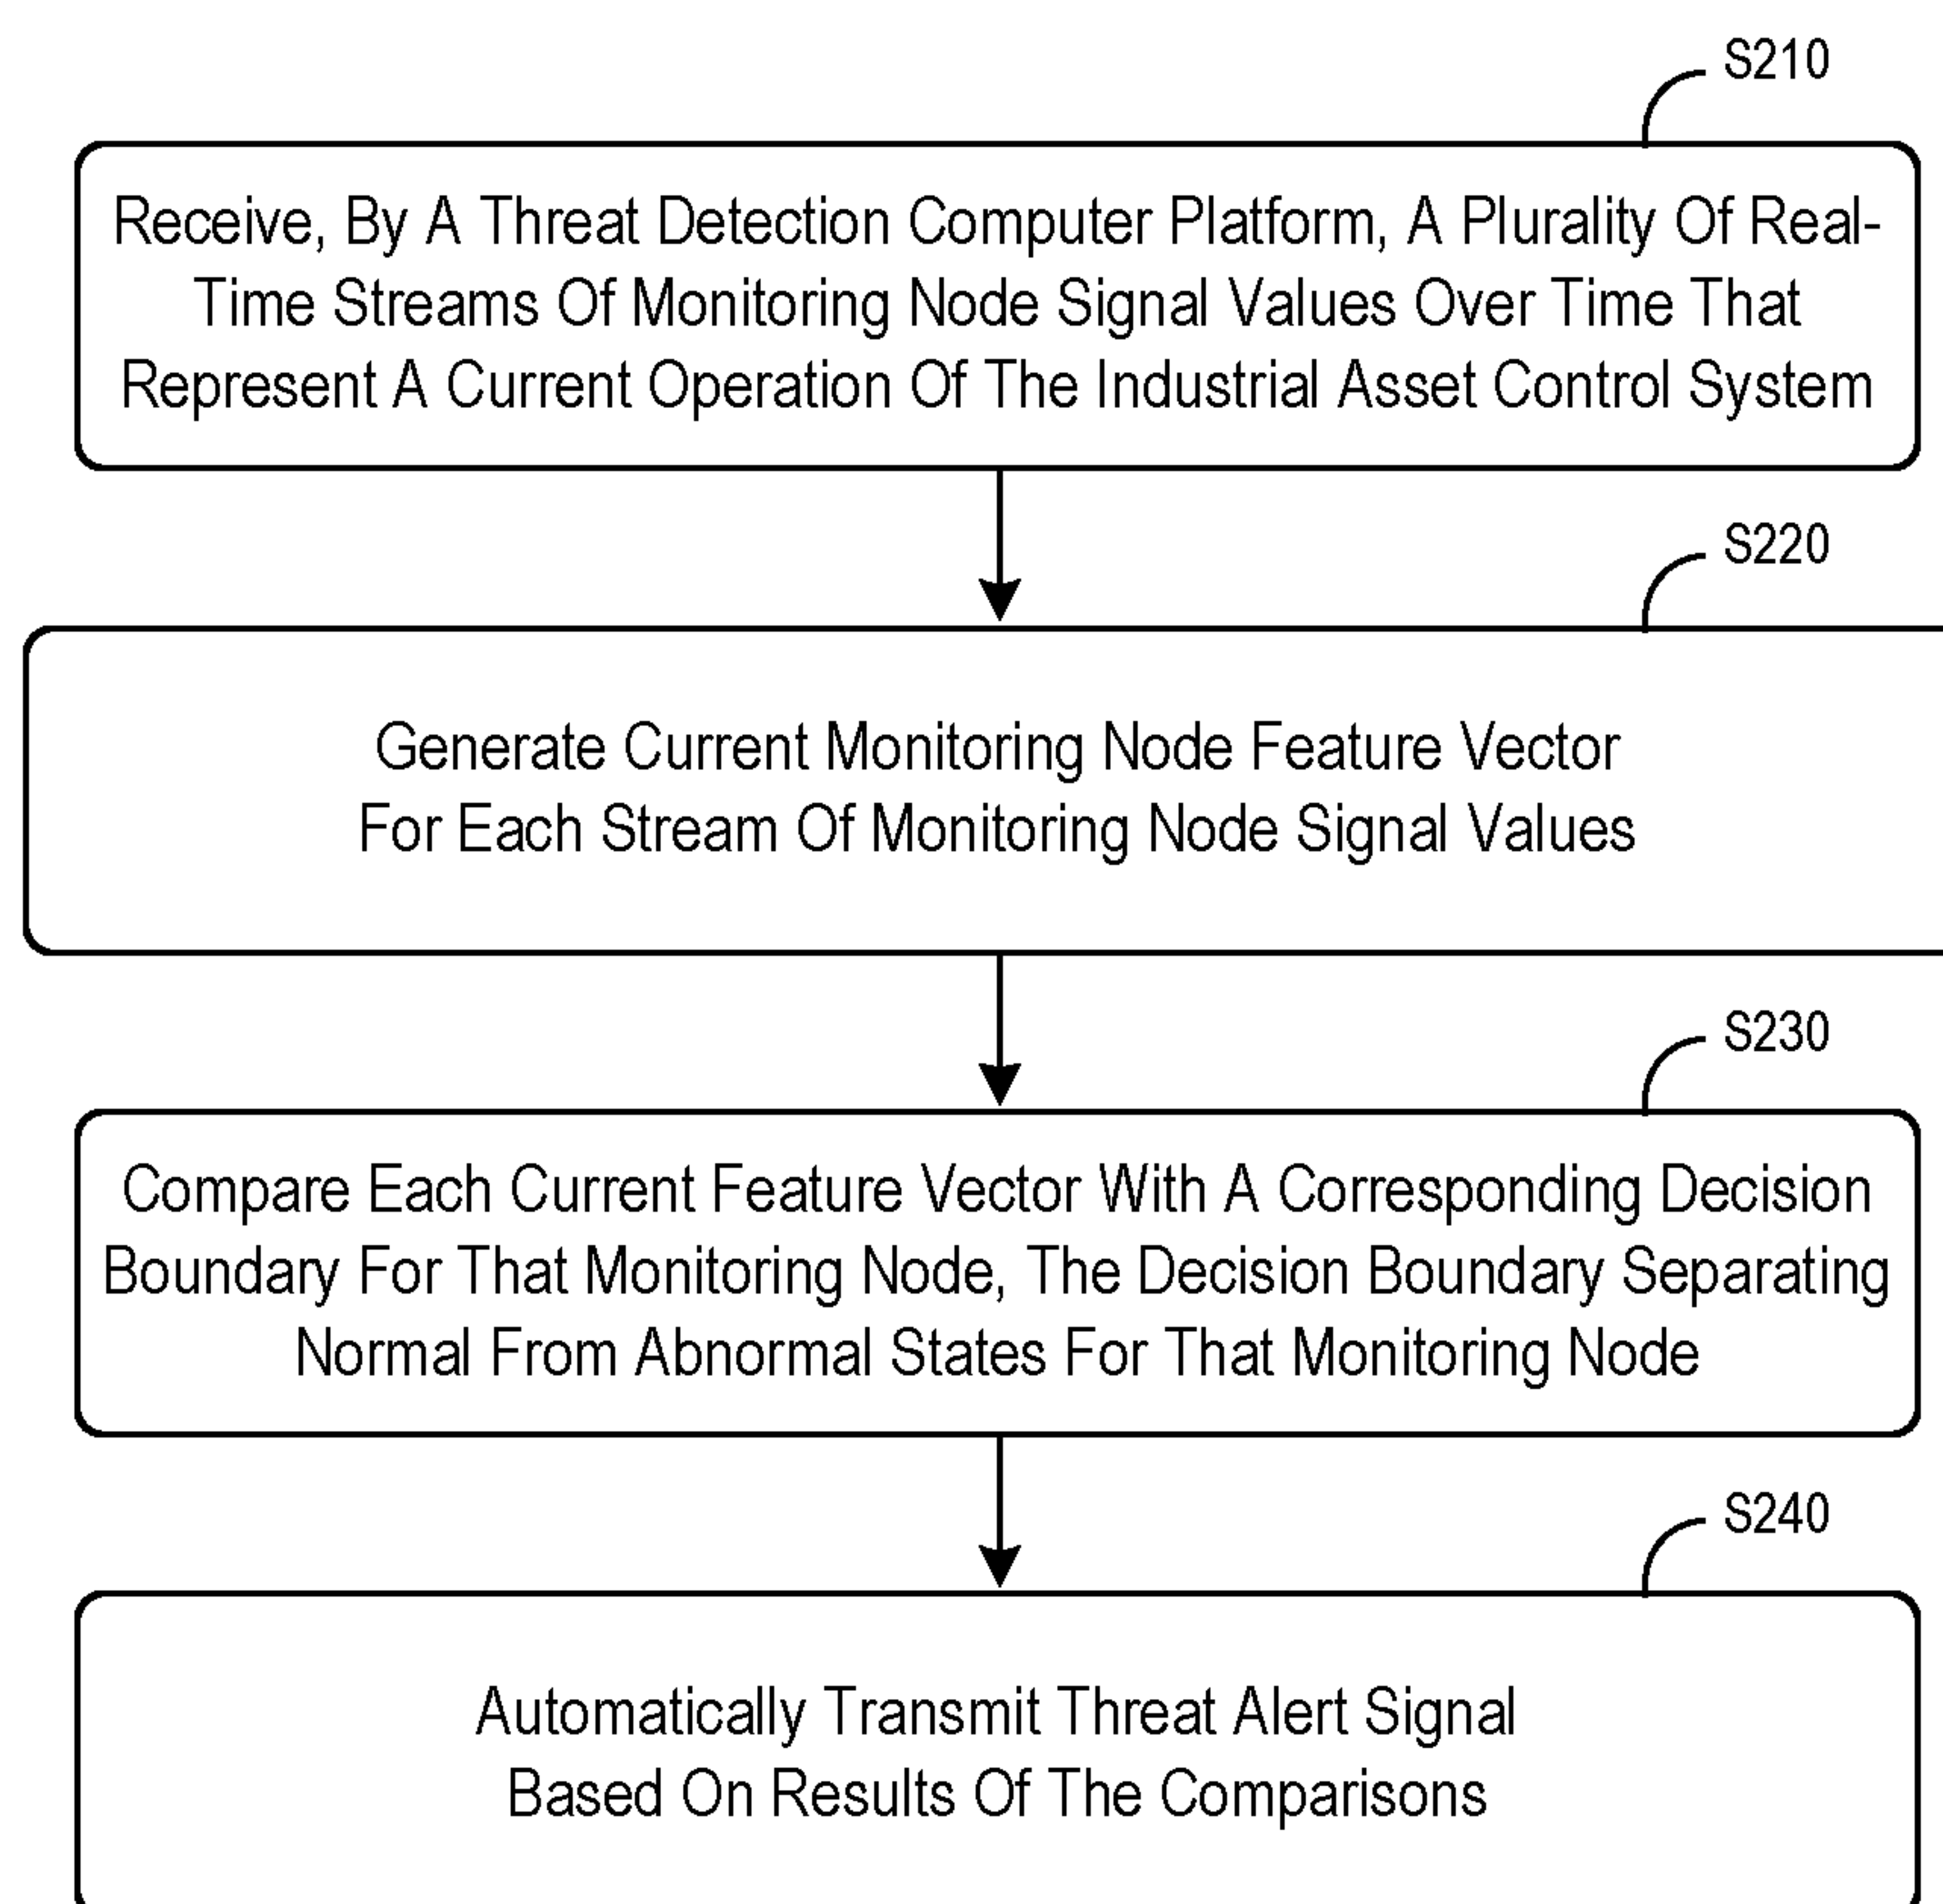 S210
Receive, By A Threat Detection Computer Platform, A Plurality Of Real-
Time Streams Of Monitoring Node Signal Values Over Time That
Represent A Current Operation Of The Industrial Asset Control System
S220
Generate Current Monitoring Node Feature Vector
For Each Stream Of Monitoring Node Signal Values
S230
Compare Each Current Feature Vector With A Corresponding Decision
Boundary For That Monitoring Node, The Decision Boundary Separating
Normal From Abnormal States For That Monitoring Node
S240
Automatically Transmit Threat Alert Signal
Based On Results Of The Comparisons